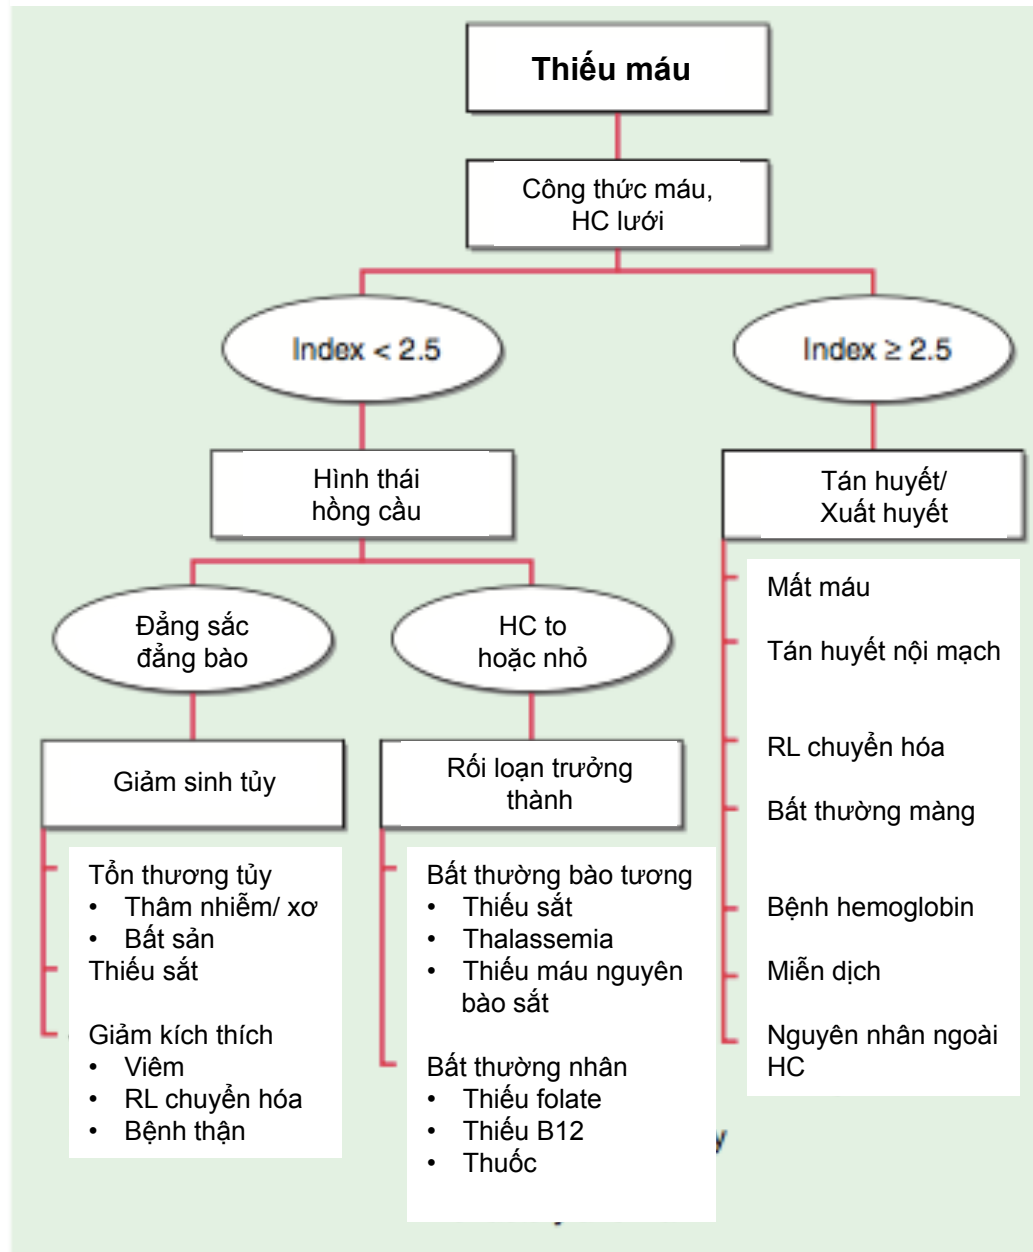 Thiếu máu
Công thức máu,
HC lưới
Index < 2.5
Index ≥ 2.5
Hình thái
hồng cầu
Tán huyết/
Xuất huyết
Đẳng sắc
đẳng bào
HC to
hoặc nhỏ
Giảm sinh tủy
Rối loạn trưởng
thành
Tổn thương tủy
• Thâm nhiễm/ xơ
• Bất sản
Thiếu sắt
Giảm kích thích
• Viêm
• RL chuyển hóa
• Bệnh thận
Bất thường bào tương
• Thiếu sắt
• Thalassemia
• Thiếu máu nguyên
bào sắt
Bất thường nhân
• Thiếu folate
• Thiếu B12
• Thuốc
Mất máu
Tán huyết nội mạch
RL chuyển hóa
Bất thường màng
Bệnh hemoglobin
Miễn dịch
Nguyên nhân ngoài
HC